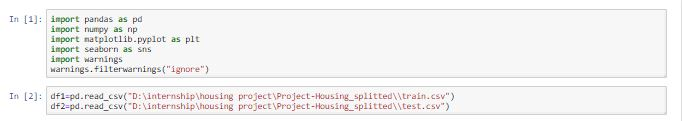 In [1]: import pandas as pd
import numpy as np
import matplotlib.pyplot as plt
import seaborn as sns
import warnings
warnings.filterwarnings("ignore")
In [2]: df1=pd.read_csv("D:\internship\housing project\Project-Housing_splitted\\train.csv")
df2=pd.read_csv("D:\internship\housing project\Project-Housing_splitted\\test.csv")